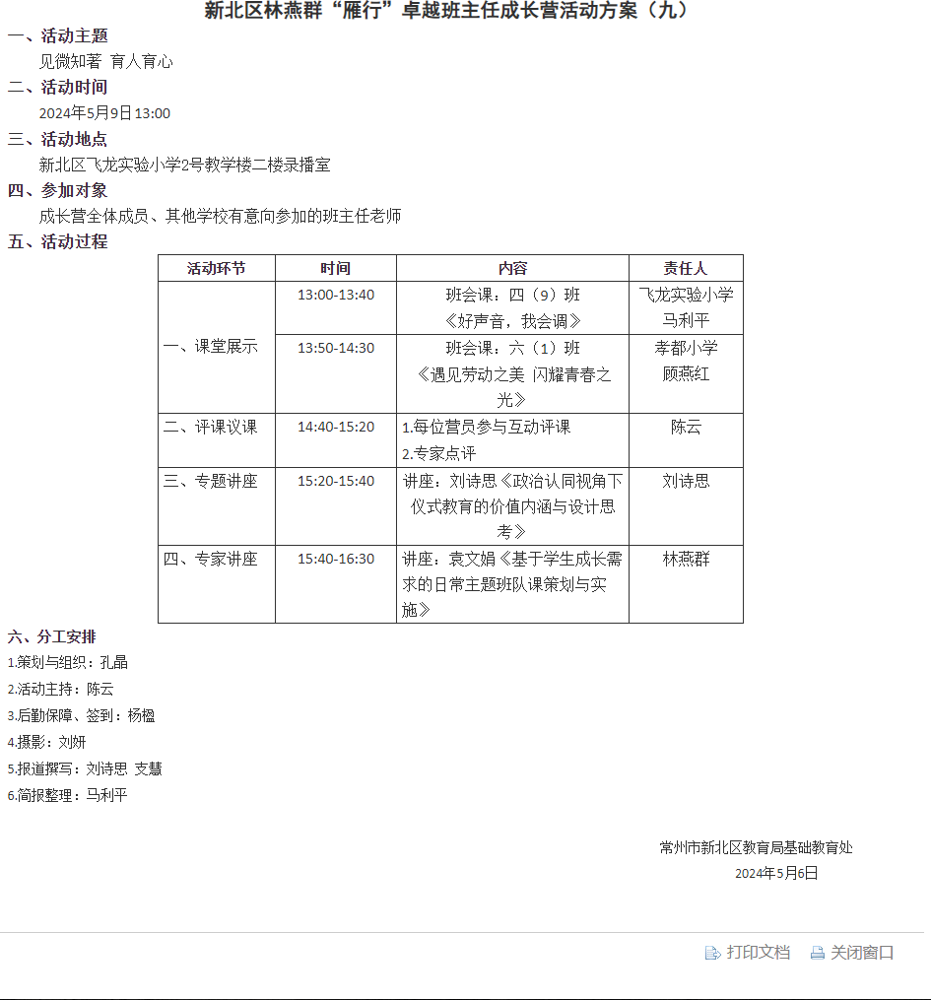 新北区林燕群“雁行”卓越班主任成长营活动方案（九）
一、活动主题
见微知著 育人育心
二、活动时间
2024年5月9日13:00
三、活动地点
新北区飞龙实验小学2号教学楼二楼录播室
四、参加对象
成长营全体成员、其他学校有意向参加的班主任老师
五、活动过程
活动环节 时间 内容 责任人
一、课堂展示
13:00-13:40
班会课：四（9）班
《好声音，我会调》
飞龙实验小学
马利平
13:50-14:30
班会课：六（1）班
《遇见劳动之美 闪耀青春之
光》
孝都小学
顾燕红
二、评课议课
14:40-15:20
1.每位营员参与互动评课
2.专家点评
陈云
三、专题讲座
15:20-15:40
讲座：刘诗思《政治认同视角下
仪式教育的价值内涵与设计思
考》
刘诗思
四、专家讲座
15:40-16:30
讲座：袁文娟《基于学生成长需
求的日常主题班队课策划与实
施》
林燕群
六、分工安排
1.策划与组织：孔晶
2.活动主持：陈云
3.后勤保障、签到：杨楹
4.摄影：刘妍
5.报道撰写：刘诗思 支慧
6.简报整理：马利平
常州市新北区教育局基础教育处
2024年5月6日
打印文档 关闭窗口